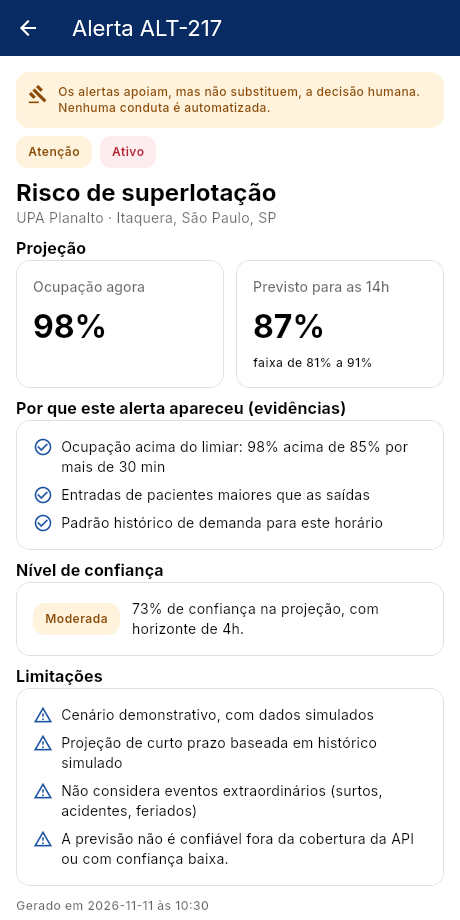 Alerta ALT-217
Os alertas apoiam, mas não substituem, a decisão humana.
Nenhuma conduta é automatizada.
Atenção
Ativo
Risco de superlotação
UPA Planalto · Itaquera, São Paulo, SP
Projeção
Ocupação agora
98%
Previsto para as 14h
87%
faixa de 81% a 91%
Por que este alerta apareceu (evidências)
Ocupação acima do limiar: 98% acima de 85% por
mais de 30 min
Entradas de pacientes maiores que as saídas
Padrão histórico de demanda para este horário
Nível de confiança
Moderada
73% de confiança na projeção, com
horizonte de 4h.
Limitações
Cenário demonstrativo, com dados simulados
Projeção de curto prazo baseada em histórico
simulado
Não considera eventos extraordinários (surtos,
acidentes, feriados)
A previsão não é confiável fora da cobertura da API
ou com confiança baixa.
Gerado em 2026-11-11 às 10:30